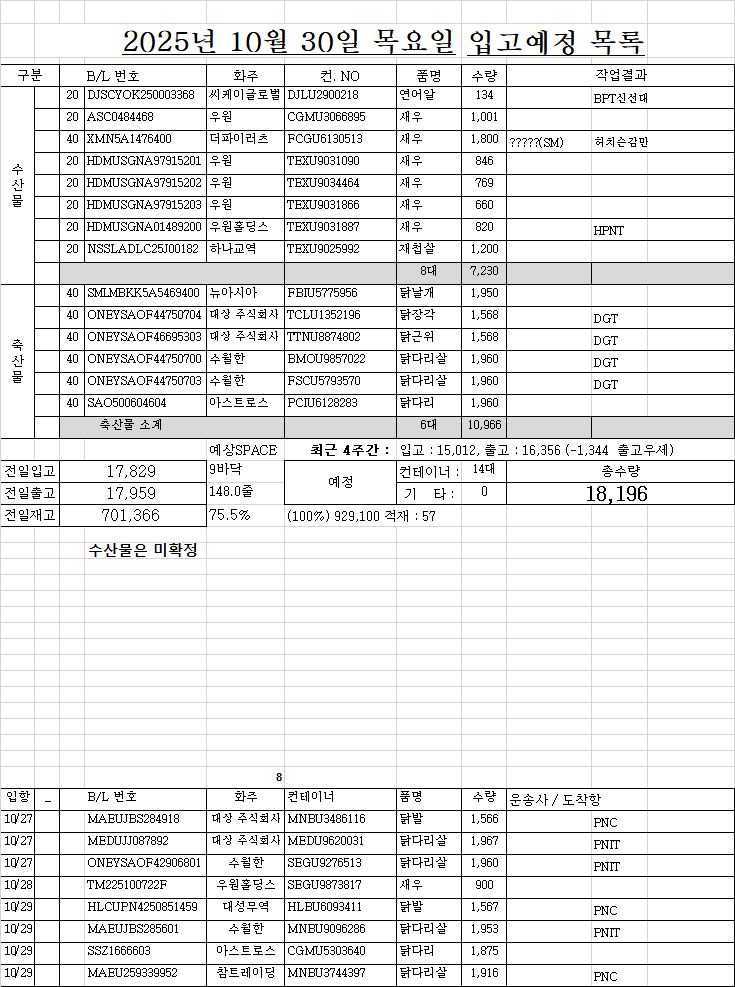 2025년 10월 30일 목요일 입고예정 목록
구분 B/L 번호 화주 컨. NO 품명 수량 작업결과
수산물
20 DJSCYOK250003368 씨케이글로벌 DJLU2900218 연어알 134 BPT신선대
20 ASC0484468 우원 CGMU3066895 새우 1,001
40 XMN5A1476400 더파이러츠 FCGU6130513 새우 1,800 ?????(SM) 허치슨감만
20 HDMUSGNA97915201 우원 TEXU9031090 새우 846
20 HDMUSGNA97915202 우원 TEXU9034464 새우 769
20 HDMUSGNA97915203 우원 TEXU9031866 새우 660
20 HDMUSGNA01489200 우원홀딩스 TEXU9031887 새우 820 HPNT
20 NSSLADLC25J00182 하나교역 TEXU9025992 재첩살 1,200
8대 7,230
축산물
40 SMLMBKK5A5469400 뉴아시아 FBIU5775956 닭날개 1,950
40 ONEYSAOF44750704 대상 주식회사 TCLU1352196 닭장각 1,568 DGT
40 ONEYSAOF46695303 대상 주식회사 TTNU8874802 닭근위 1,568 DGT
40 ONEYSAOF44750700 수월한 BMOU9857022 닭다리살 1,960 DGT
40 ONEYSAOF44750703 수월한 FSCU5793570 닭다리살 1,960 DGT
40 SAO500604604 아스트로스 PCIU6128283 닭다리 1,960
축산물 소계 6대 10,966
예상SPACE 최근 4주간 : 입고 : 15,012, 출고 : 16,356 (-1,344 출고우세)
전일입고 17,829 9바닥 예정 컨테이너 : 14대 총수량
전일출고 17,959 148.0줄 기 타 : 0 18,196
전일재고 701,366 75.5% (100%) 929,100 적재 : 57
수산물은 미확정
8
입항 _ B/L 번호 화주 컨테이너 품명 수량 운송사 / 도착항
10/27 MAEUJBS284918 대상 주식회사 MNBU3486116 닭발 1,566 PNC
10/27 MEDUJJ087892 대상 주식회사 MEDU9620031 닭다리살 1,967 PNIT
10/27 ONEYSAOF42906801 수월한 SEGU9276513 닭다리살 1,960 PNIT
10/28 TM225100722F 우원홀딩스 SEGU9873817 새우 900
10/29 HLCUPN4250851459 대성무역 HLBU6093411 닭발 1,567 PNC
10/29 MAEUJBS285601 수월한 MNBU9096286 닭다리살 1,953 PNIT
10/29 SSZ1666603 아스트로스 CGMU5303640 닭다리 1,875
10/29 MAEU259339952 참트레이딩 MNBU3744397 닭다리살 1,916 PNC